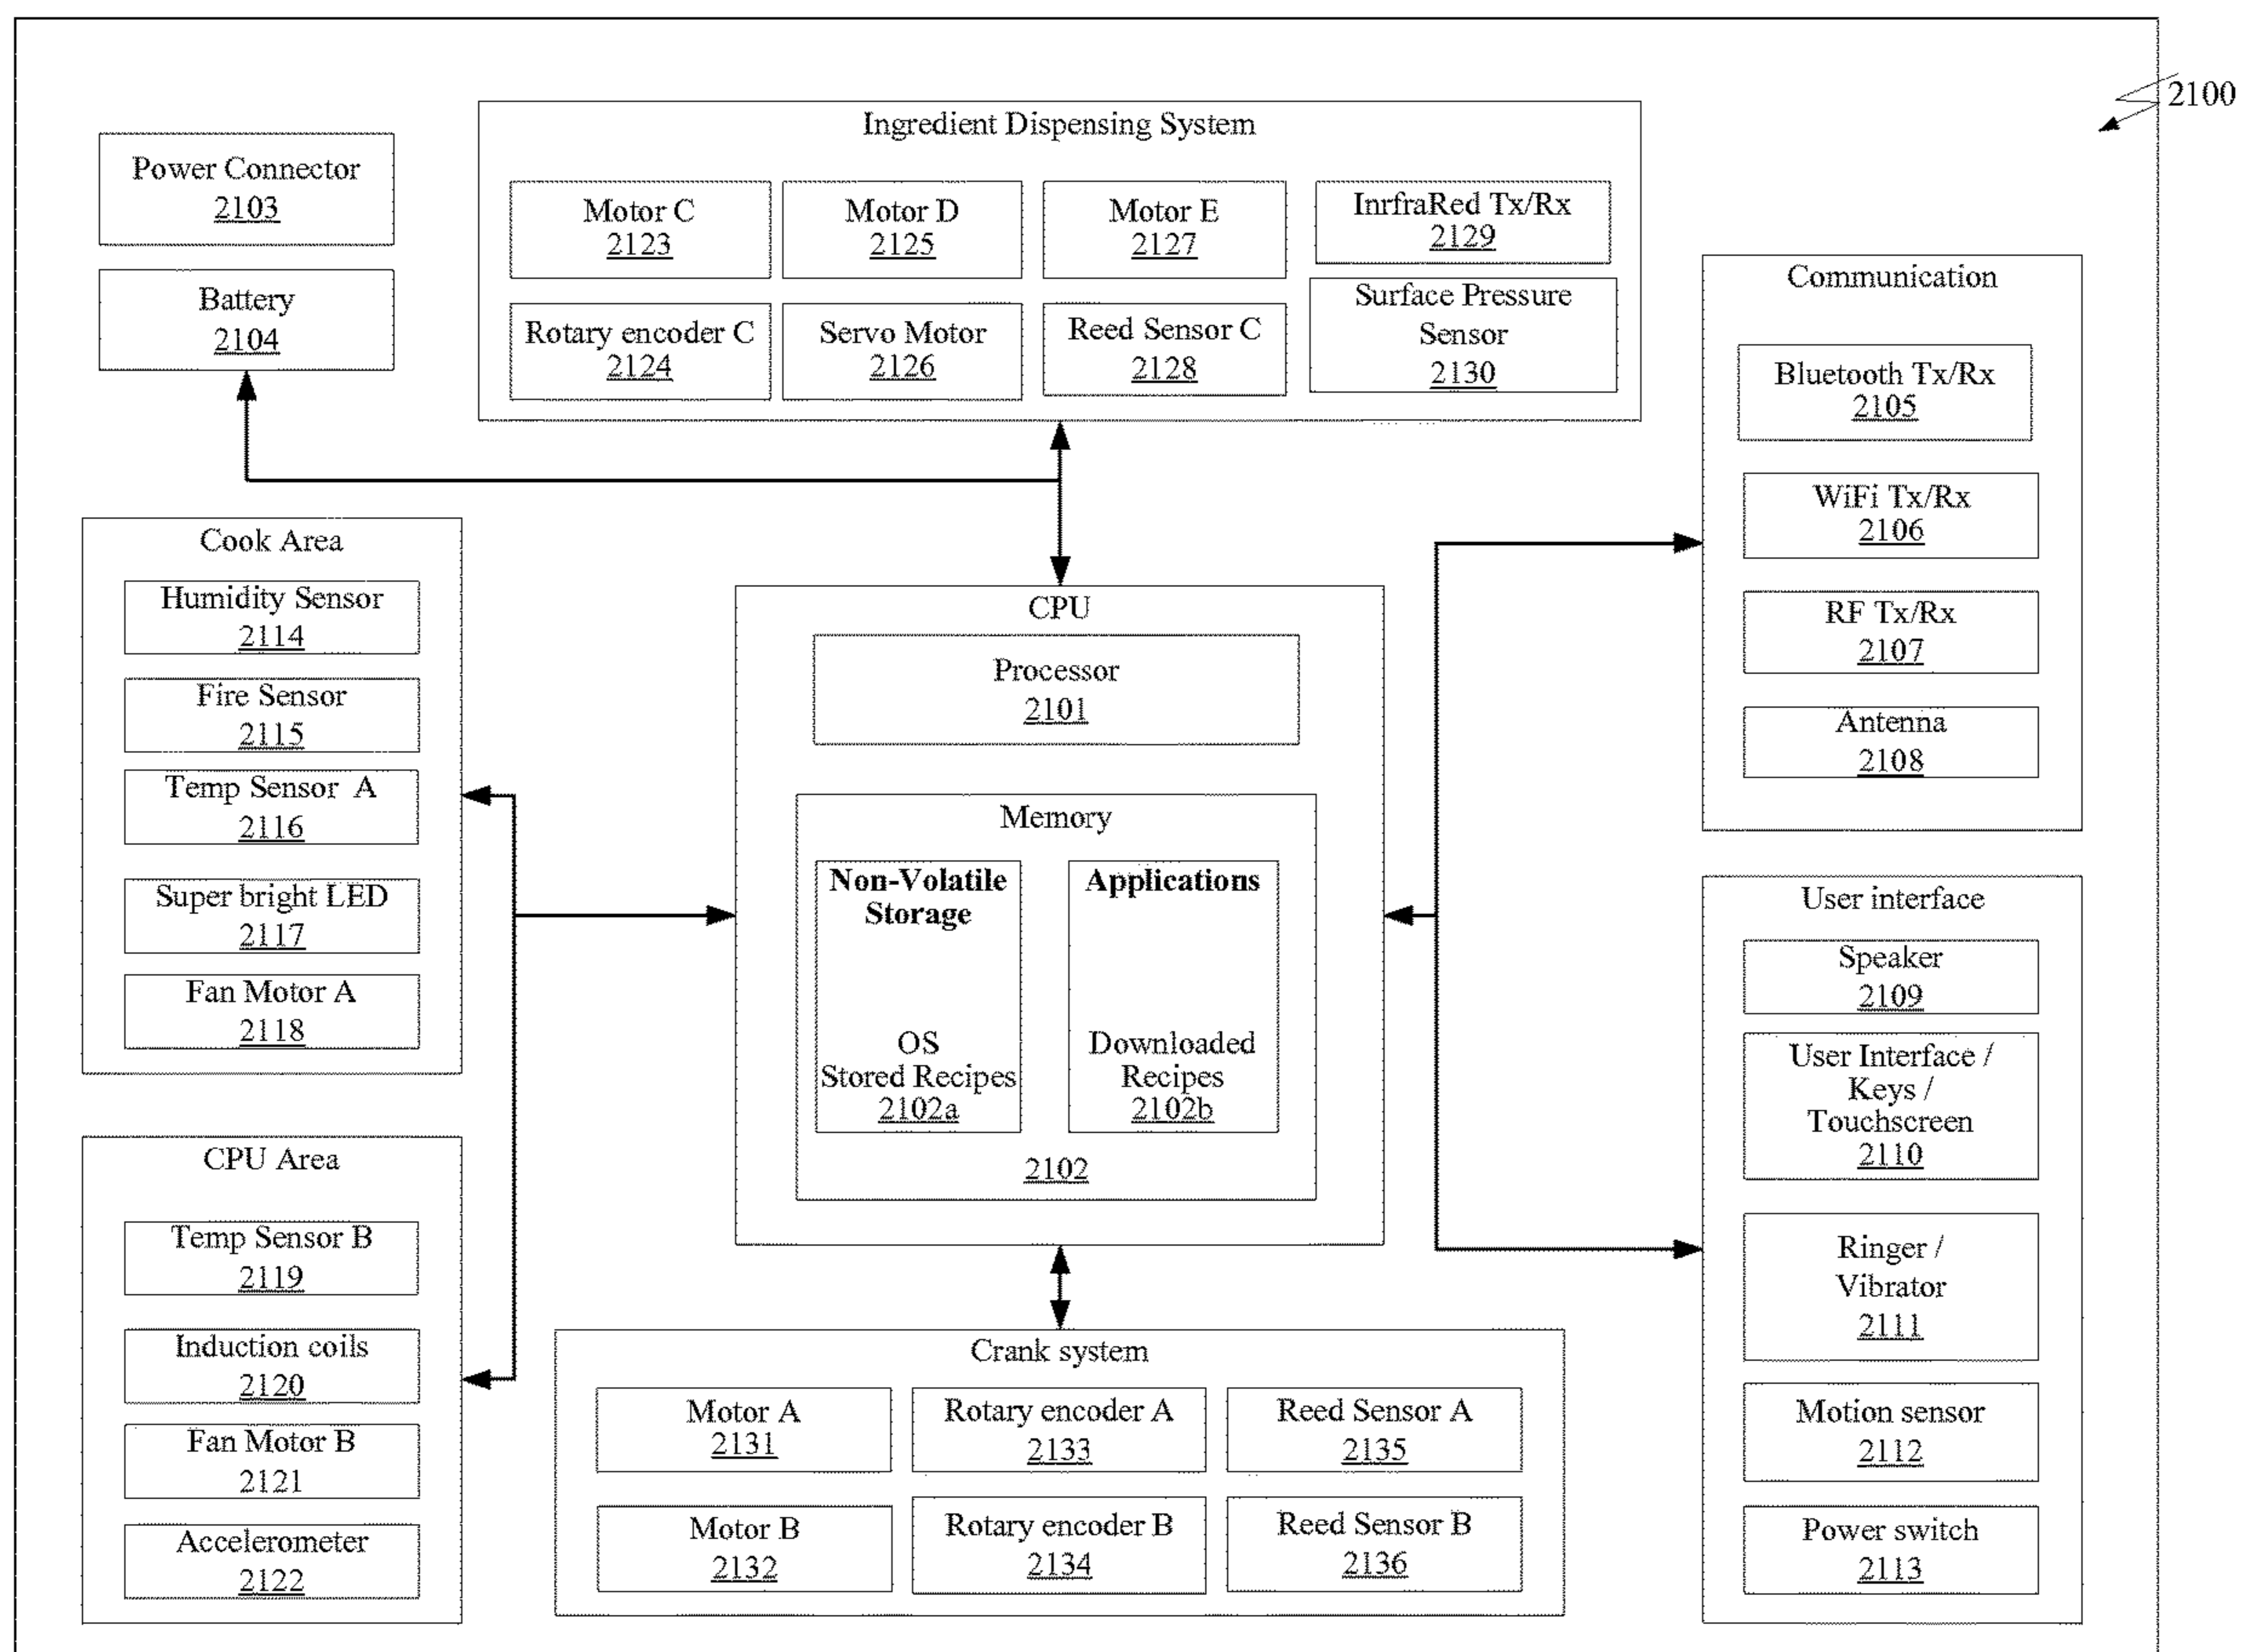 2100
Power Connector
2103
Battery
2104
Ingredient Dispensing System
Motor C
2123
Motor D
2125
Motor E
2127
InrfraRed Tx/Rx
2129
Rotary encoder C
2124
Servo Motor
2126
Reed Sensor C
2128
Surface Pressure
Sensor
2130
Communication
Bluetooth Tx/Rx
2105
WiFi Tx/Rx
2106
RF Tx/Rx
2107
Antenna
2108
Cook Area
Humidity Sensor
2114
Fire Sensor
2115
Temp Sensor A
2116
Super bright LED
2117
Fan Motor A
2118
CPU
Processor
2101
Memory
Non-Volatile
Storage
OS
Stored Recipes
2102a
Applications
Downloaded
Recipes
2102b
2102
User interface
Speaker
2109
User Interface /
Keys /
Touchscreen
2110
Ringer /
Vibrator
2111
Motion sensor
2112
Power switch
2113
CPU Area
Temp Sensor B
2119
Induction coils
2120
Fan Motor B
2121
Accelerometer
2122
Crank system
Motor A
2131
Rotary encoder A
2133
Reed Sensor A
2135
Motor B
2132
Rotary encoder B
2134
Reed Sensor B
2136